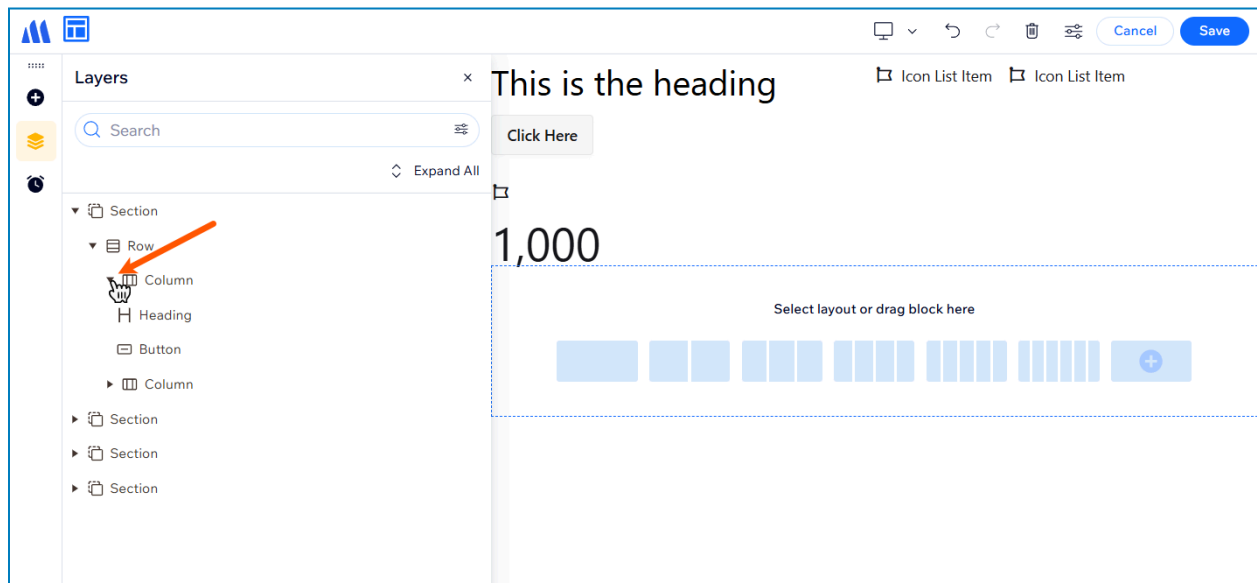 Cancel
Save
Layers
Search
Expand All
Section
Row
Column
Heading
Button
Column
Section
Section
Section
This is the heading
Icon List Item
Icon List Item
Click Here
1,000
Select layout or drag block here